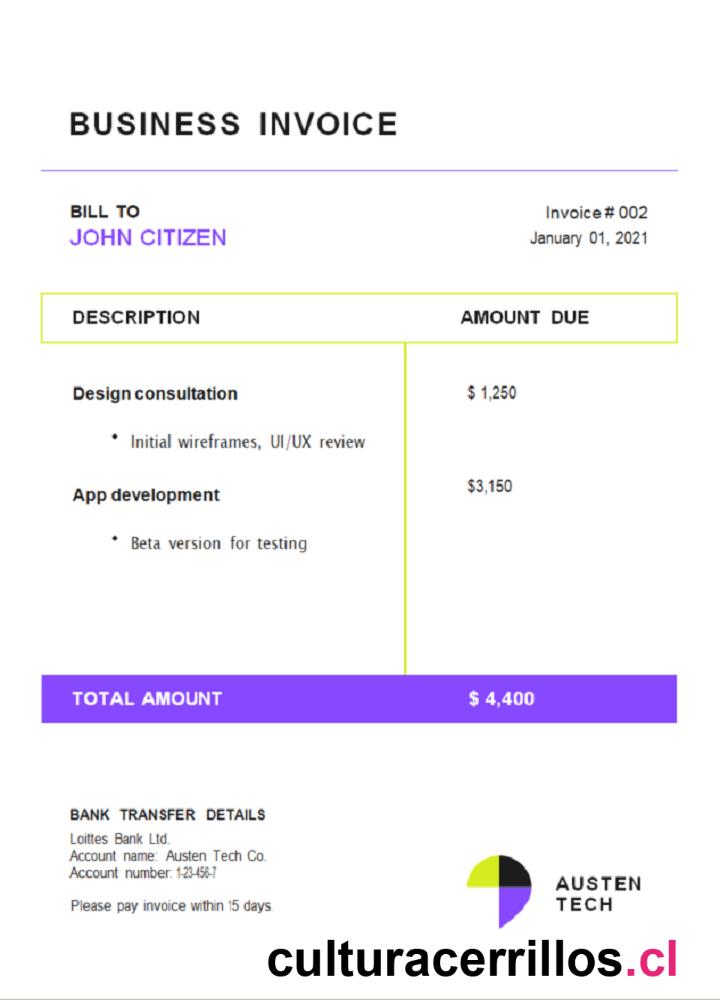 BUSINESS INVOICE
BILL TO
JOHN CITIZEN
Invoice # 002
January 01, 2021
DESCRIPTION
AMOUNT DUE
Design consultation
$ 1,250
• Initial wireframes, UI/UX review
App development
$3,150
• Beta version for testing
TOTAL AMOUNT
$ 4,400
BANK TRANSFER DETAILS
Loittes Bank Ltd.
Account name: Austen Tech Co.
Account number: 1-23-456-7
Please pay invoice within 15 days.
AUSTEN
TECH
culturacerrillos.cl